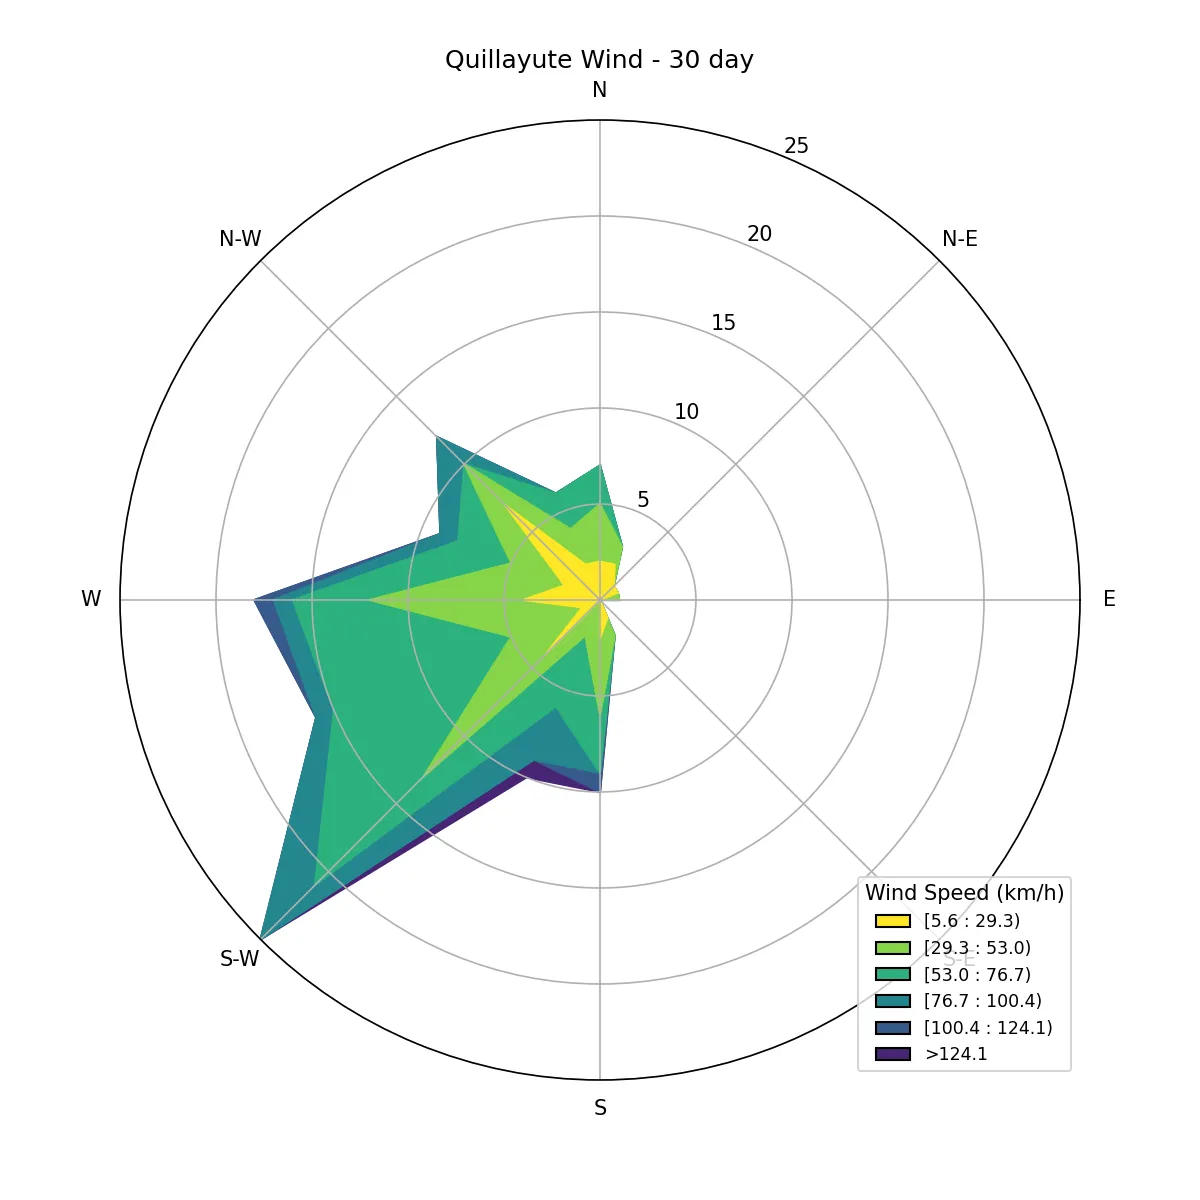 Quillayute Wind - 30 day
N
25
N-W
20
N-E
15
10
5
W
E
Wind Speed (km/h)
[5.6 : 29.3)
[29.3 : 53.0)
S-W
S-E
[53.0 : 76.7)
[76.7 : 100.4)
[100.4 : 124.1)
>124.1
S